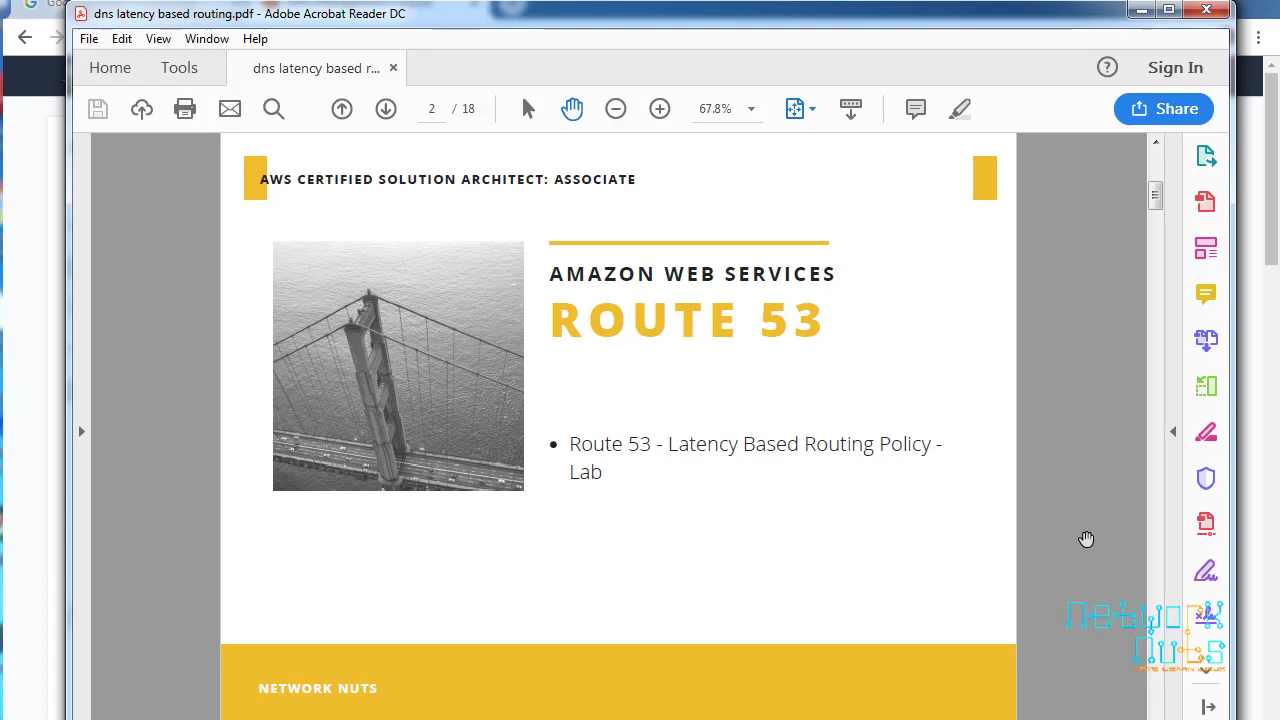 dns latency based routing.pdf - Adobe Acrobat Reader DC
File Edit View Window Help
Home Tools dns latency based r... × Sign In
2 / 18 67.8% Share
AWS CERTIFIED SOLUTION ARCHITECT: ASSOCIATE
AMAZON WEB SERVICES
ROUTE 53
• Route 53 - Latency Based Routing Policy -
Lab
Network
Nuts
NETWORK NUTS